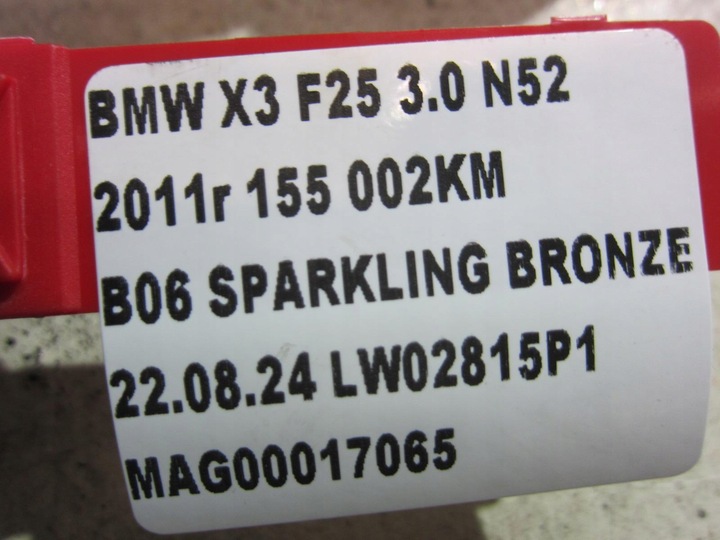 BMW X3 F25 3.0 N52
2011r 155 002KM
B06 SPARKLING BRONZE
22.08.24 LW02815P1
MAG00017065